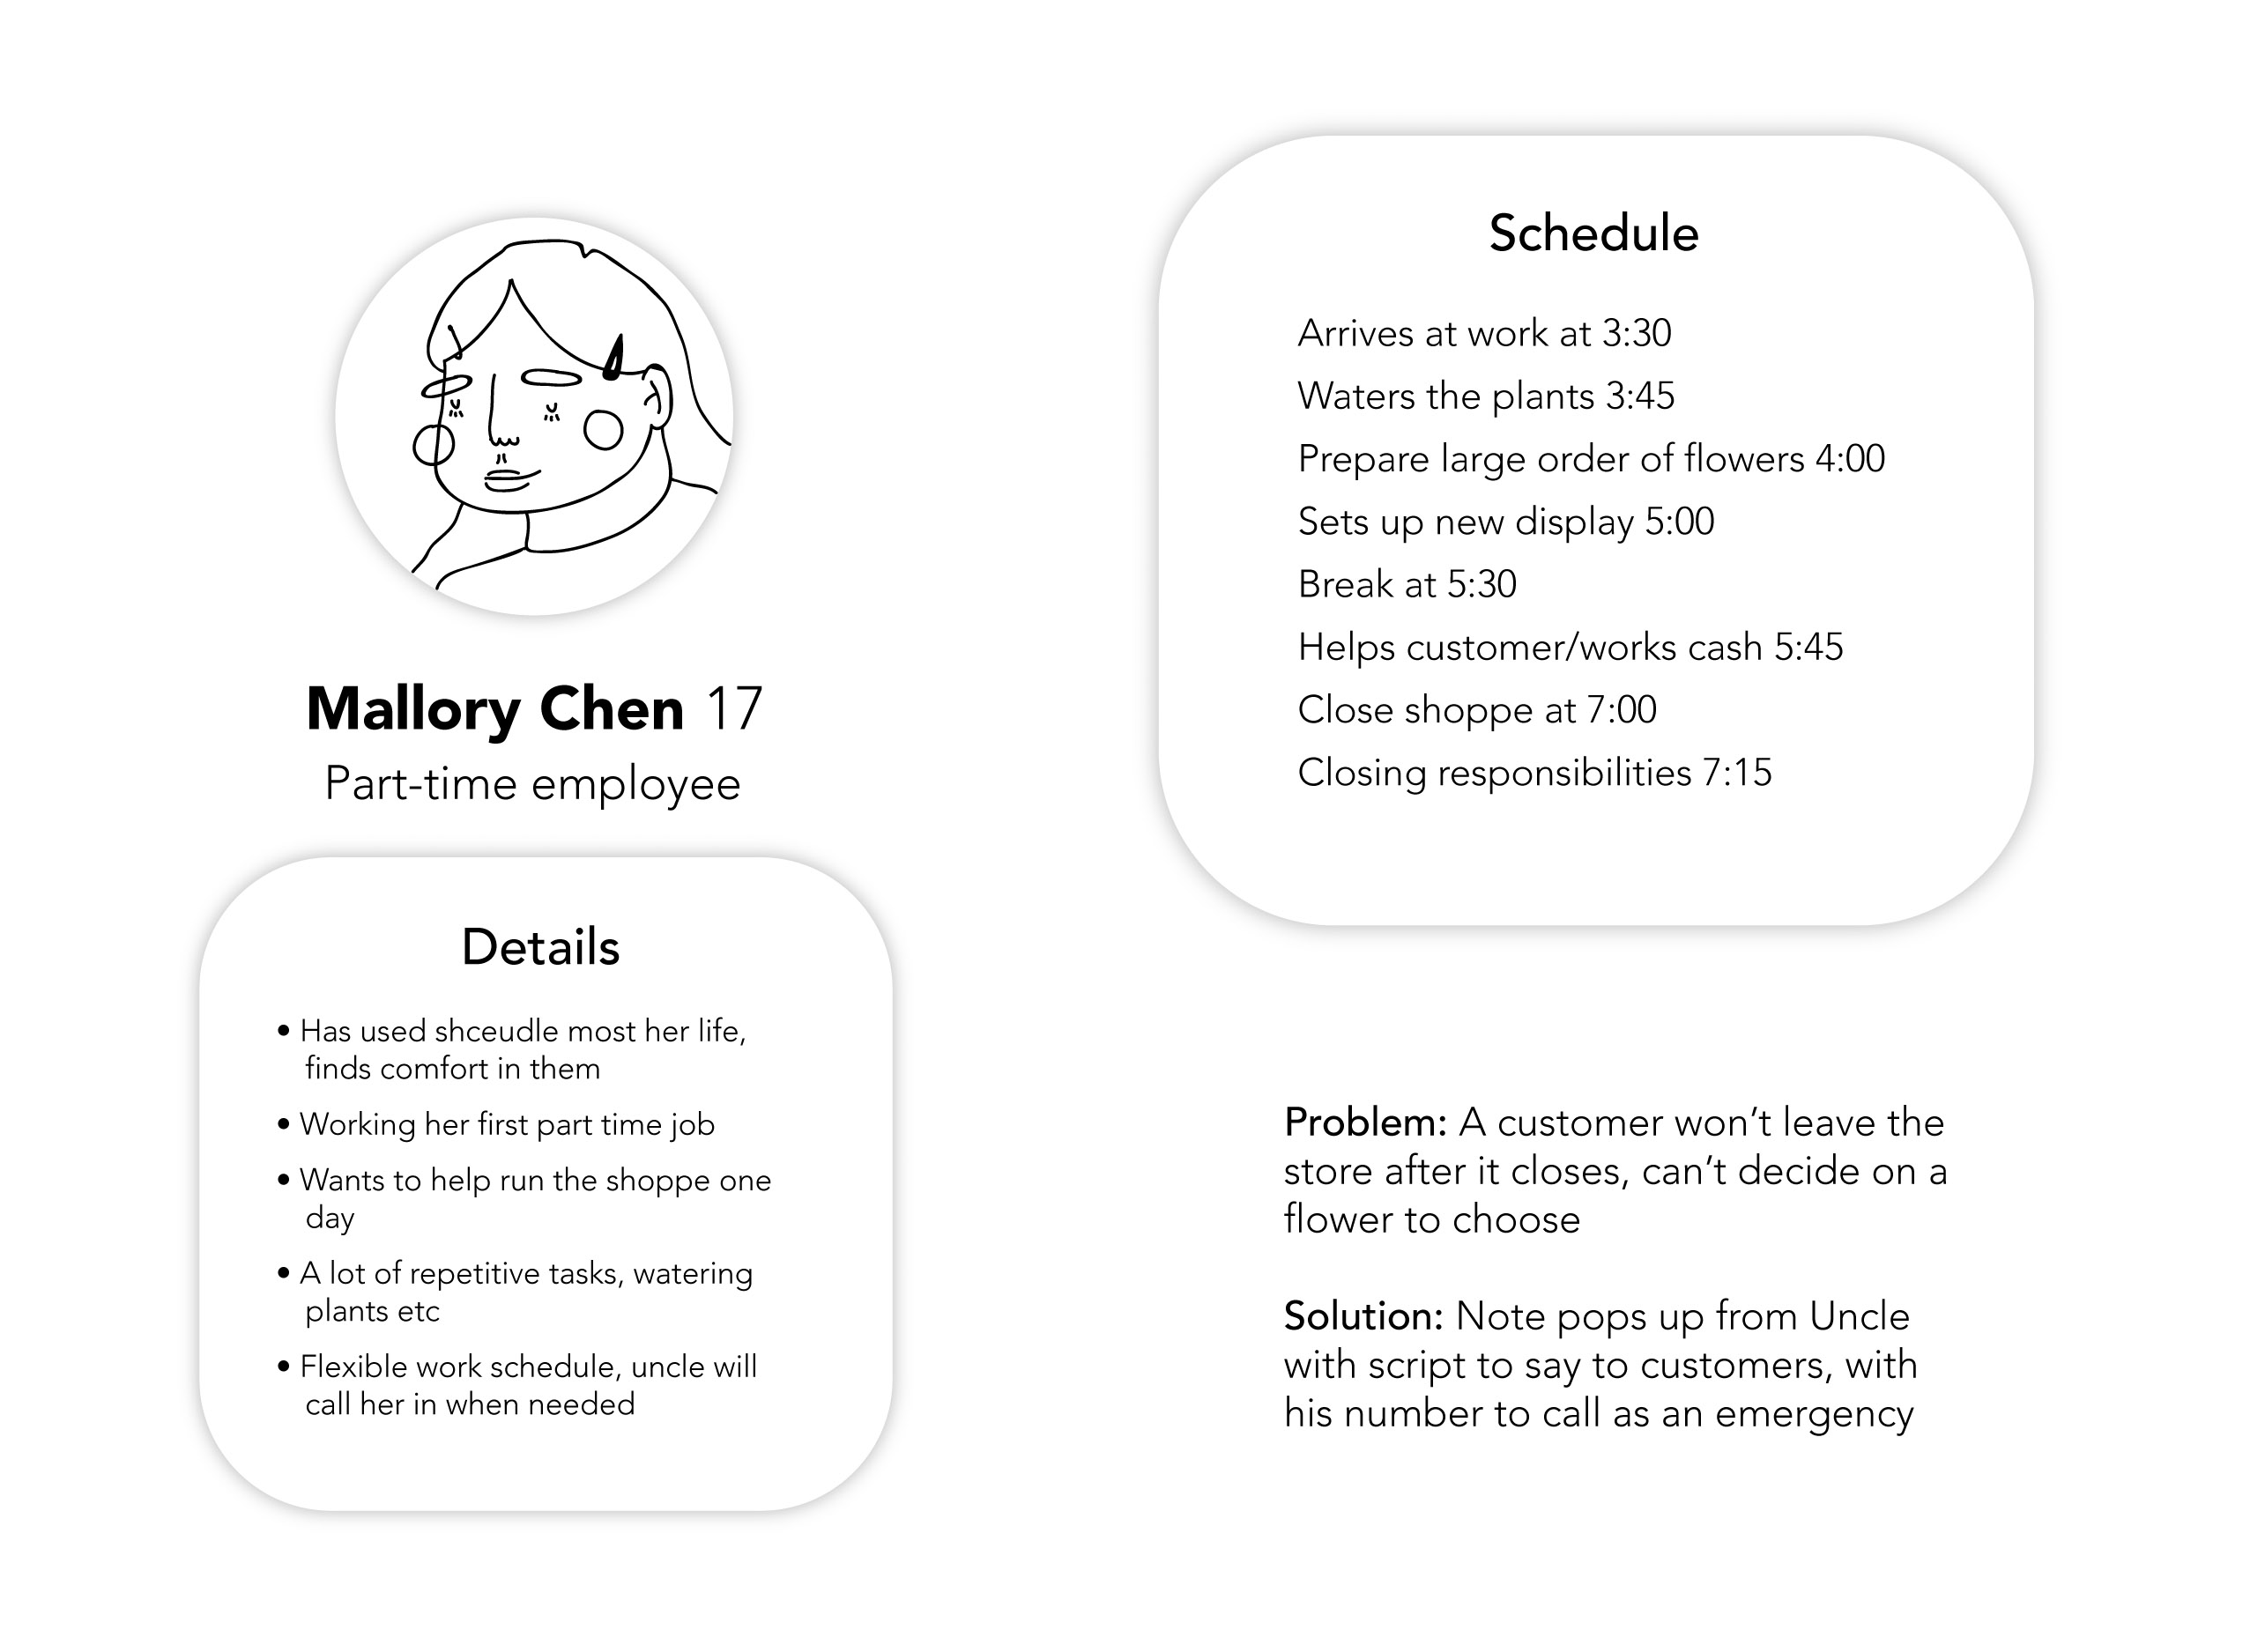 Mallory Chen 17
Part-time employee
Details
• Has used shceudle most her life,
finds comfort in them
• Working her first part time job
• Wants to help run the shoppe one
day
• A lot of repetitive tasks, watering
plants etc
• Flexible work schedule, uncle will
call her in when needed
Schedule
Arrives at work at 3:30
Waters the plants 3:45
Prepare large order of flowers 4:00
Sets up new display 5:00
Break at 5:30
Helps customer/works cash 5:45
Close shoppe at 7:00
Closing responsibilities 7:15
Problem: A customer won’t leave the
store after it closes, can’t decide on a
flower to choose
Solution: Note pops up from Uncle
with script to say to customers, with
his number to call as an emergency